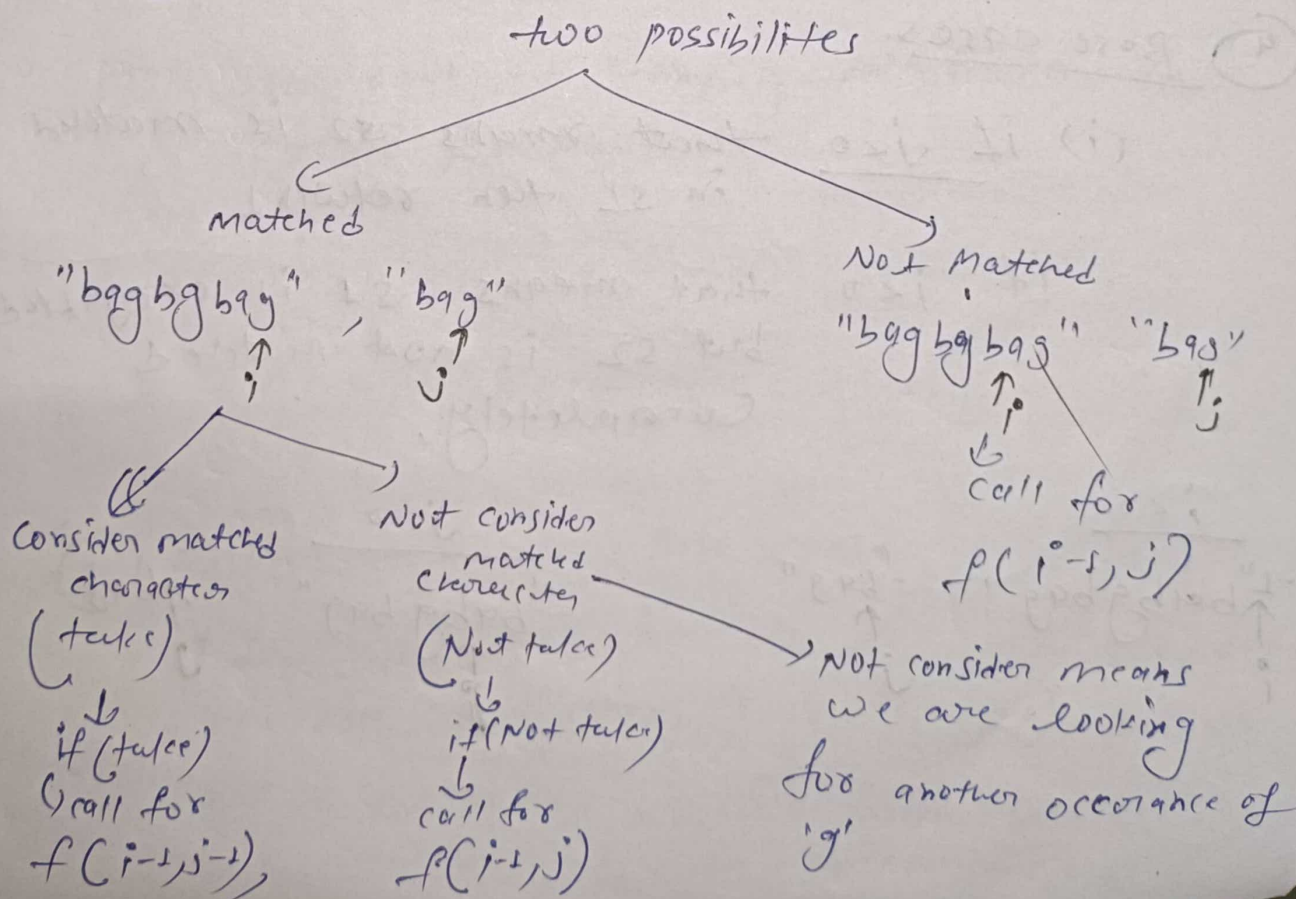 two possibilites
matched
"bagbgbag", "bag"
i
j
Consider matched
character
(take)
if (take)
call for
f(i-1, j-1),
Not consider
matched
Character
(Not take)
if (Not take)
call for
f(i-1, j)
Not consider means
we are looking
for another occorance of
'g'
Not Matched
"bagbgbag" "bag"
i
j
call for
f(i-1, j)